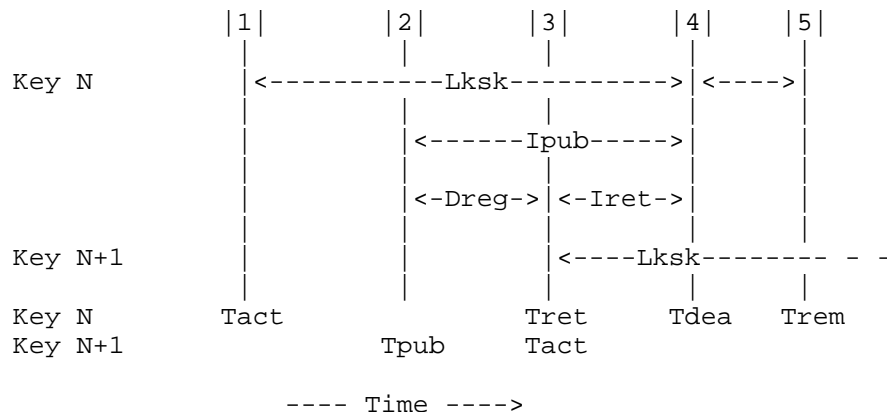 |1| |2| |3| |4| |5|
| | | | |
Key N |<-----------Lksk--------->|<---->|
| | | | |
| |<------Ipub----->| |
| | | | |
| |<-Dreg->|<-Iret->| |
| | | | |
Key N+1 | | |<----Lksk-------- - -
| | | | |
Key N Tact Tret Tdea Trem
Key N+1 Tpub Tact
---- Time ---->